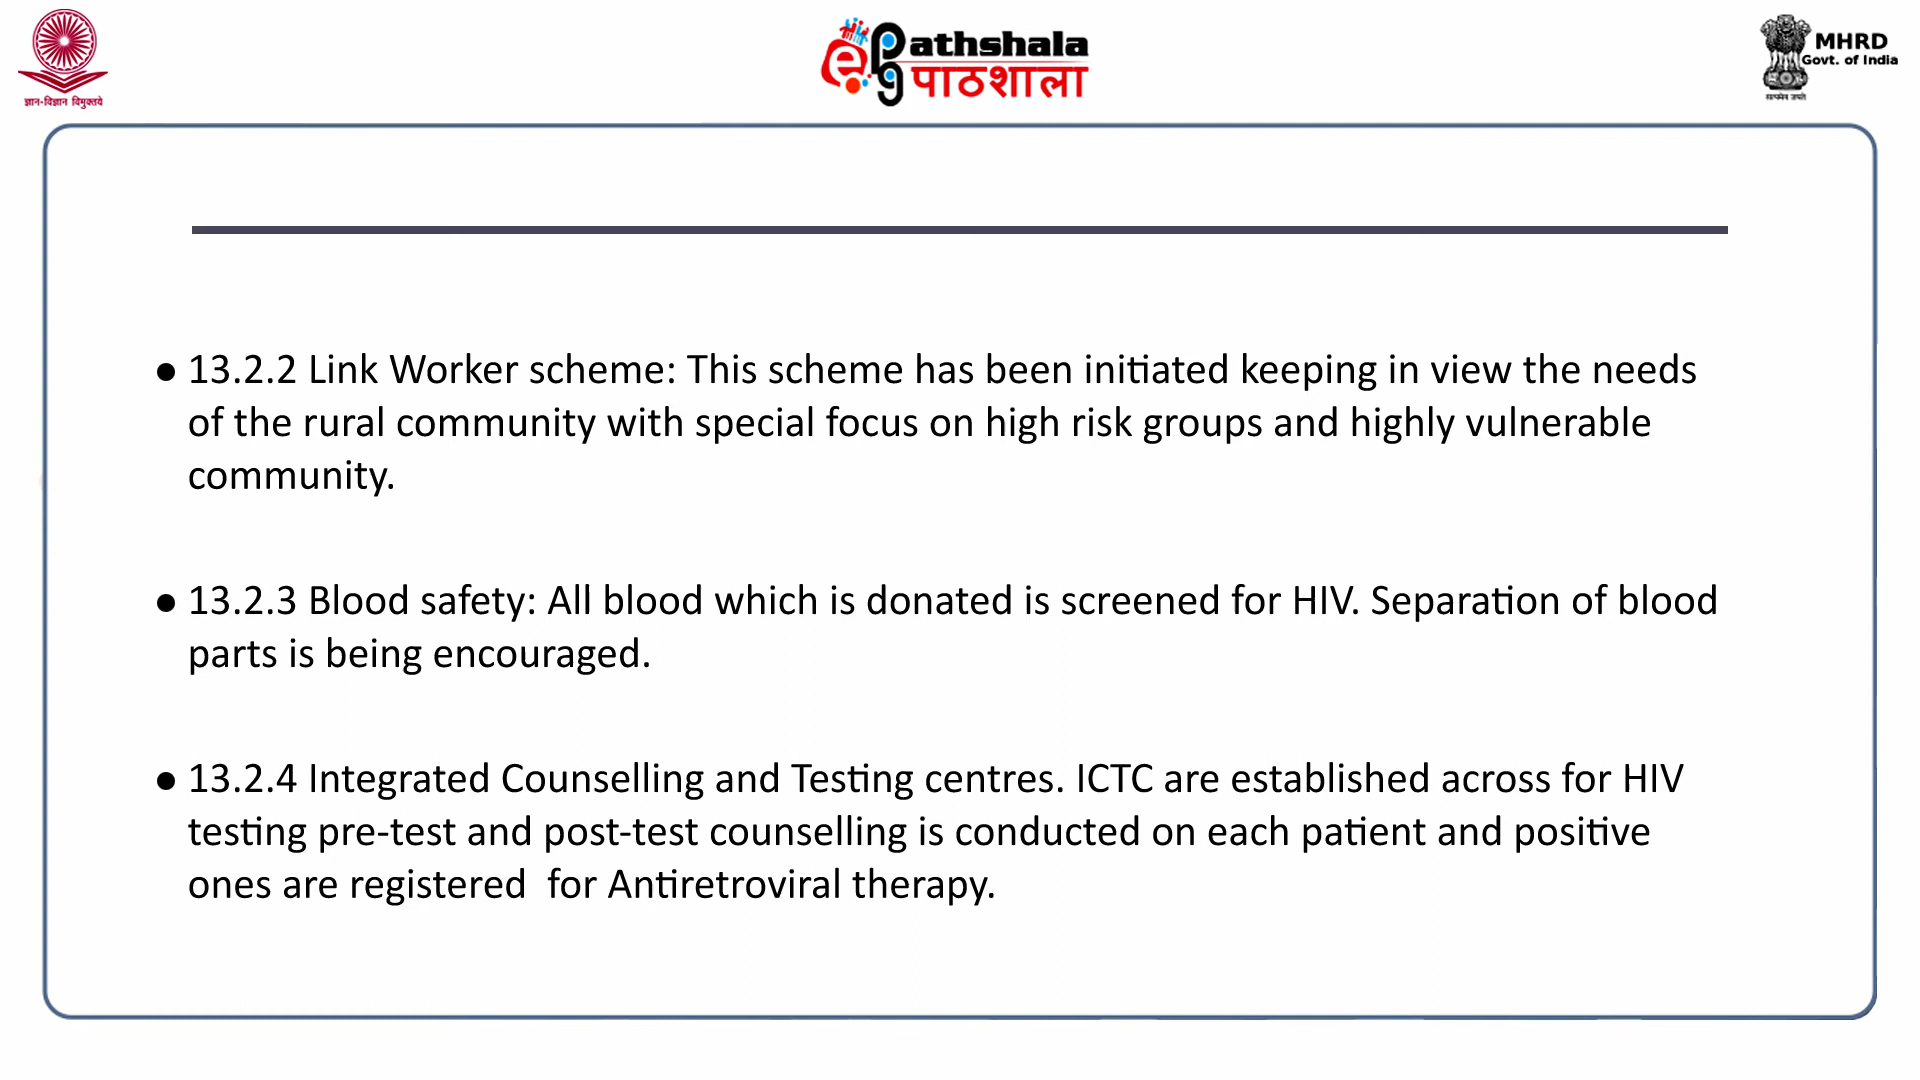 ज्ञान-विज्ञान विमुक्तये
ePG Pathshala
पाठशाला
MHRD
Govt. of India
सत्यमेव जयते
● 13.2.2 Link Worker scheme: This scheme has been initiated keeping in view the needs
of the rural community with special focus on high risk groups and highly vulnerable
community.
● 13.2.3 Blood safety: All blood which is donated is screened for HIV. Separation of blood
parts is being encouraged.
● 13.2.4 Integrated Counselling and Testing centres. ICTC are established across for HIV
testing pre-test and post-test counselling is conducted on each patient and positive
ones are registered  for Antiretroviral therapy.